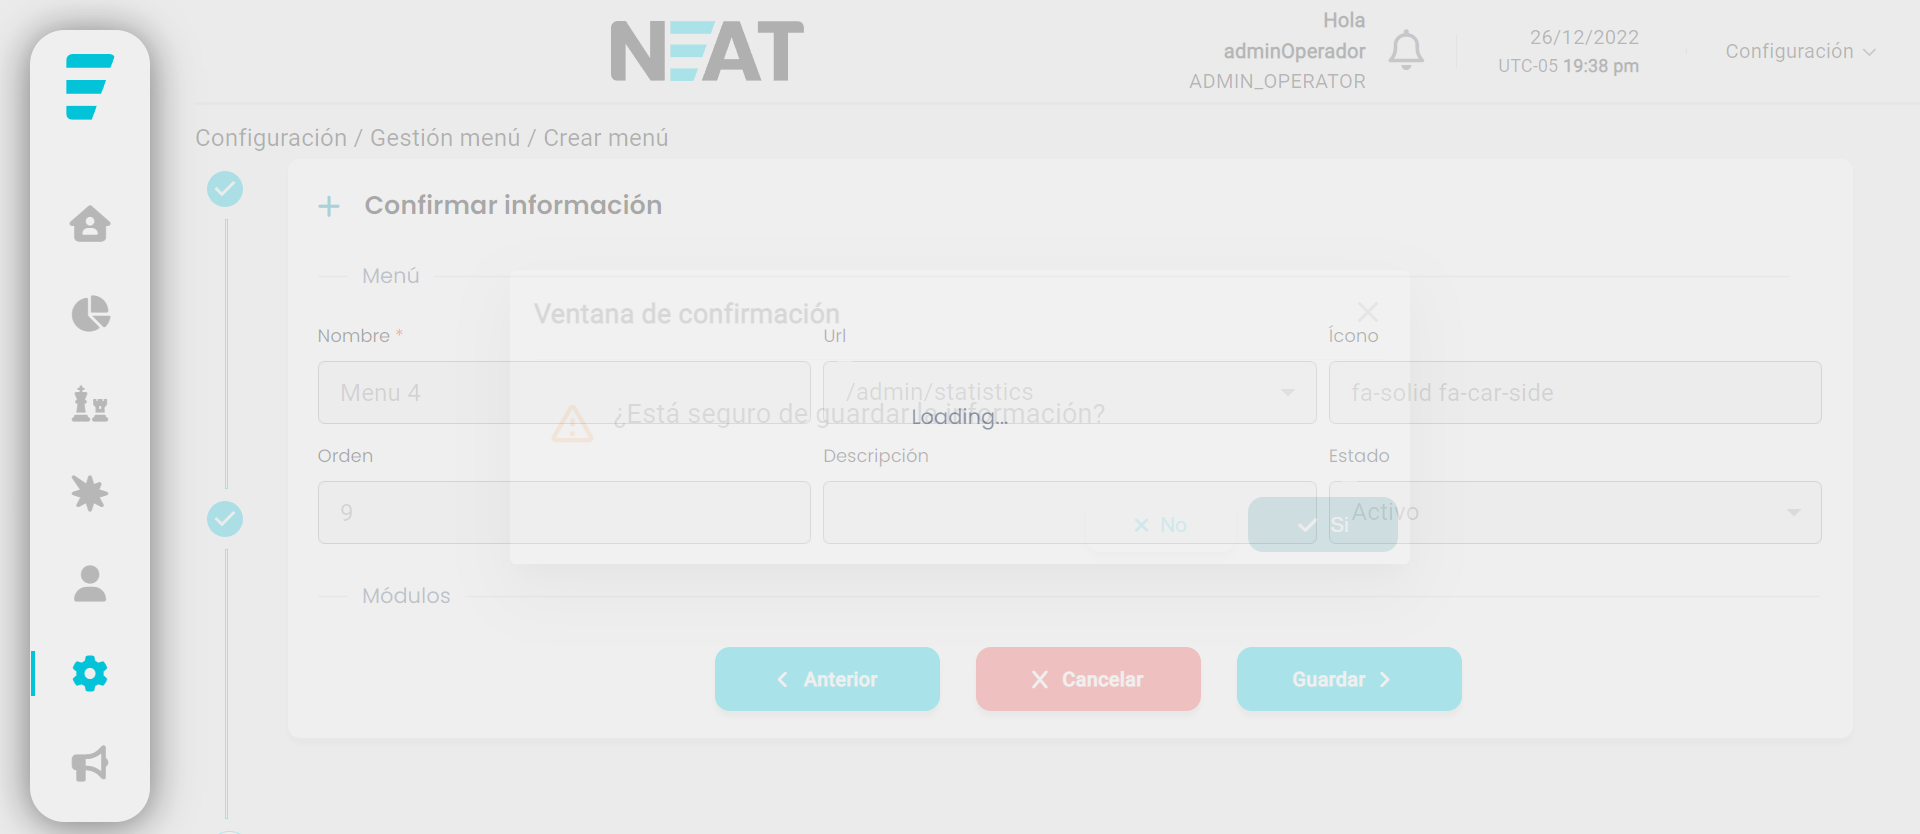 NEAT
Hola
adminOperador
ADMIN_OPERATOR
26/12/2022
UTC-05 19:38 pm
Configuración
Configuración / Gestión menú / Crear menú
Confirmar información
Menú
Ventana de confirmación
Nombre *
Url
Ícono
Menu 4
/admin/statistics
fa-solid fa-car-side
¿Está seguro de guardar la información?
Loading...
Orden
Descripción
Estado
9
Activo
No
Si
Módulos
Anterior
Cancelar
Guardar